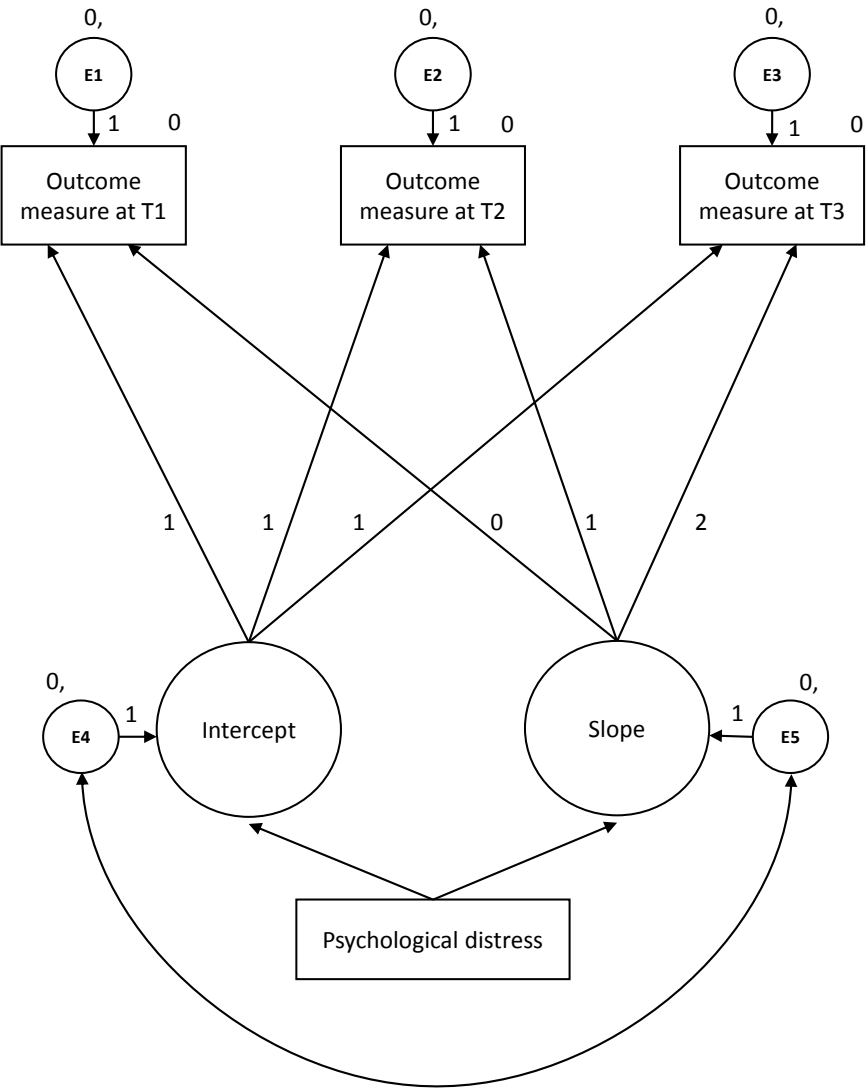 0,
0,
0,
E1
E2
E3
1
0
1
0
1
0
Outcome
measure at T1
Outcome
measure at T2
Outcome
measure at T3
1
1
1
0
1
2
0,
0,
1
1
E4
Intercept
Slope
E5
Psychological distress